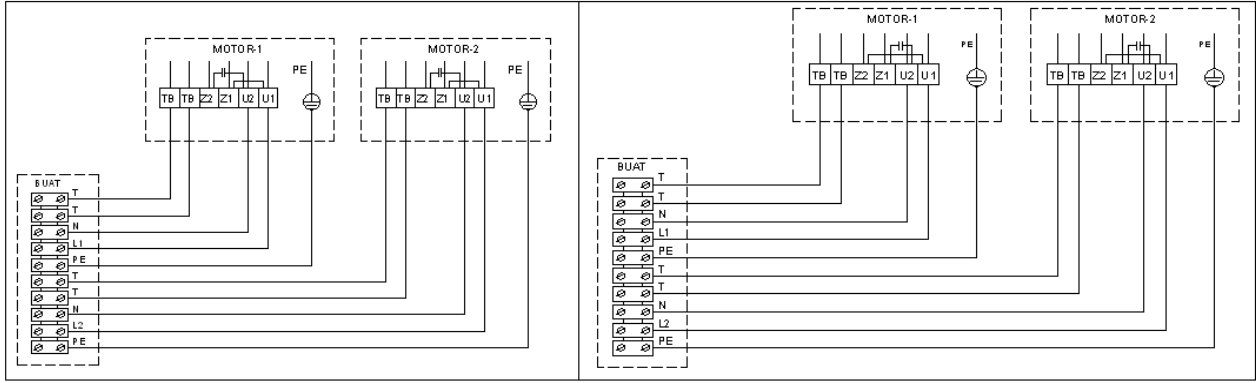 MOTOR-1
PE
TB TB Z2 Z1 U2 U1
MOTOR-2
PE
TB TB Z2 Z1 U2 U1
BUAT
T
T
N
L1
PE
T
T
N
L2
PE
MOTOR-1
PE
TB TB Z2 Z1 U2 U1
MOTOR-2
PE
TB TB Z2 Z1 U2 U1
BUAT
T
T
N
L1
PE
T
T
N
L2
PE